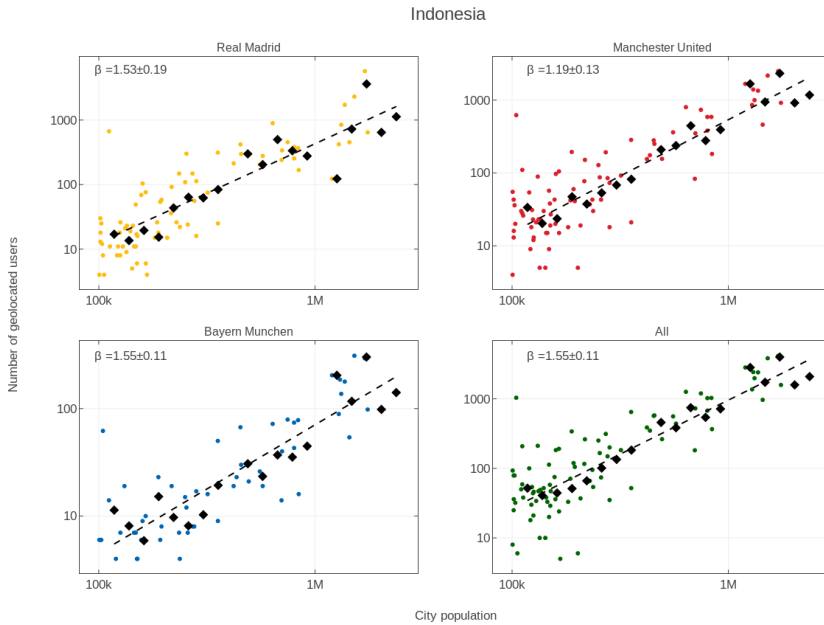 Indonesia
Real Madrid
Manchester United
β =1.53±0.19
β =1.19±0.13
1000
100
10
1000
100
10
100k
1M
100k
1M
Number of geolocated users
Bayern Munchen
All
β =1.55±0.11
β =1.55±0.11
100
10
1000
100
10
100k
1M
100k
1M
City population